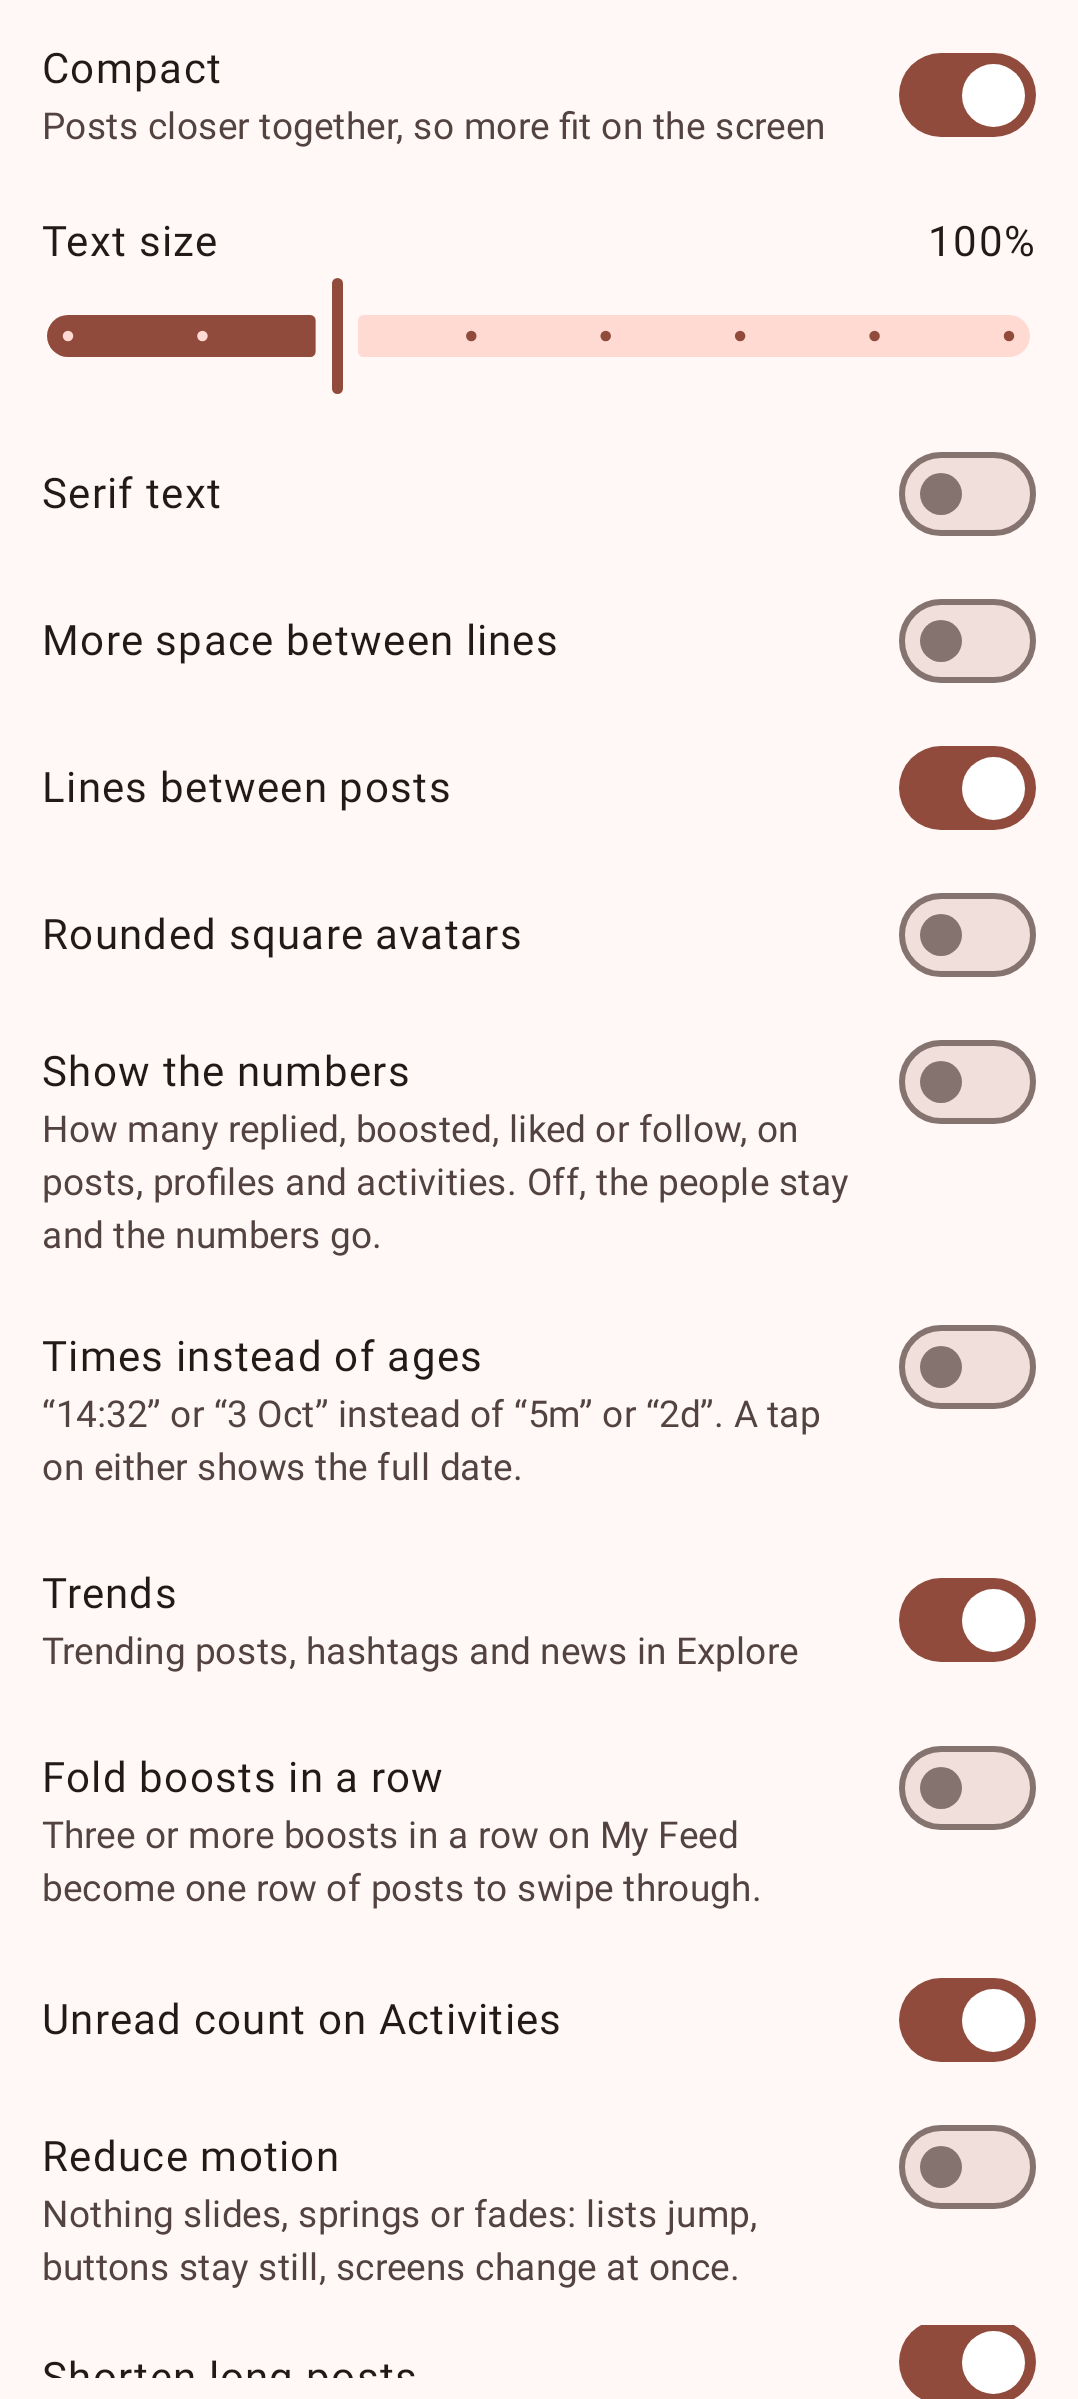 Compact
Posts closer together, so more fit on the screen
Text size
100%
Serif text
More space between lines
Lines between posts
Rounded square avatars
Show the numbers
How many replied, boosted, liked or follow, on
posts, profiles and activities. Off, the people stay
and the numbers go.
Times instead of ages
“14:32” or “3 Oct” instead of “5m” or “2d”. A tap
on either shows the full date.
Trends
Trending posts, hashtags and news in Explore
Fold boosts in a row
Three or more boosts in a row on My Feed
become one row of posts to swipe through.
Unread count on Activities
Reduce motion
Nothing slides, springs or fades: lists jump,
buttons stay still, screens change at once.
Shorten long posts